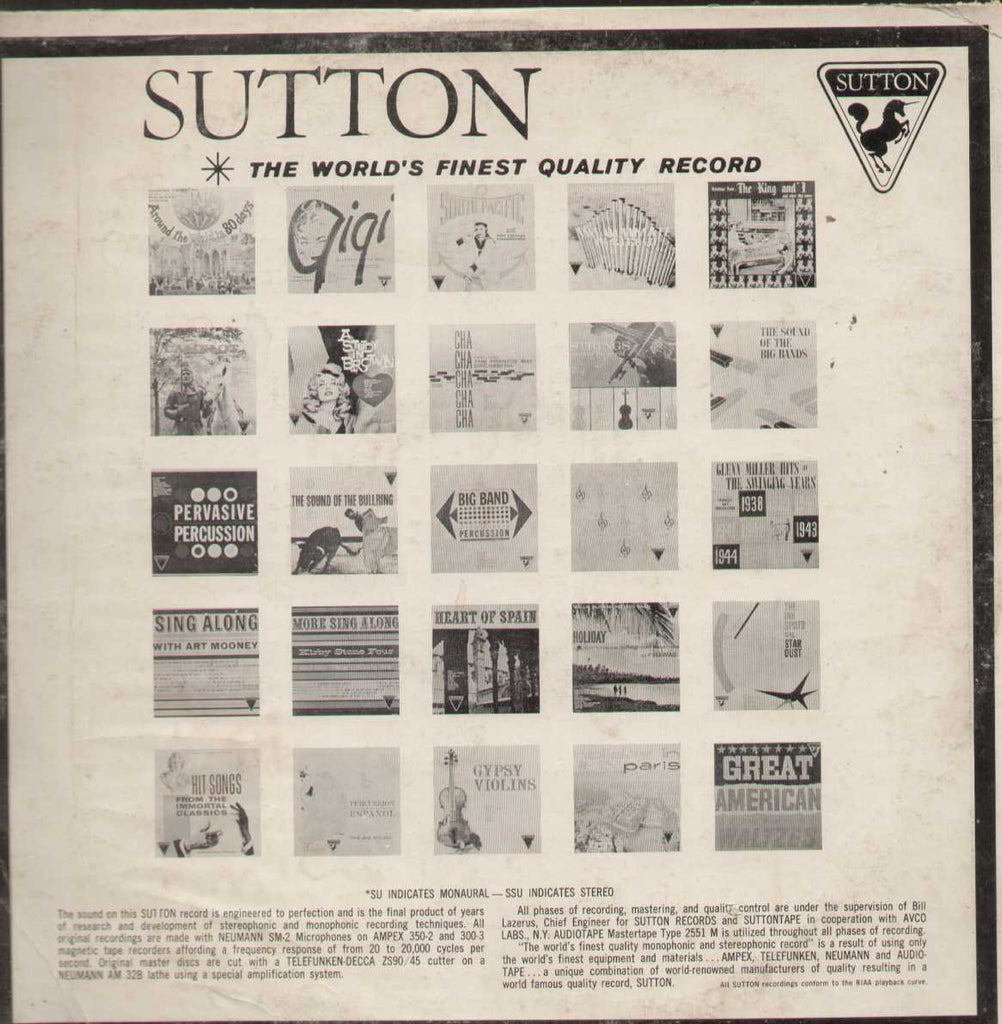 SUTTON
SUTTON
THE WORLD'S FINEST QUALITY RECORD
Around the
in 80 days
Gigi
SOUTH PACIFIC
The King and I
A
STUDY
IN
BROWN
CHA
CHA
CHA
CHA
CHA
STRINGS
THE SOUND
OF THE
BIG BANDS
PERVASIVE
PERCUSSION
THE SOUND OF THE BULLRING
BIG BAND
PERCUSSION
GLENN MILLER HITS
THE SWINGING YEARS
1938
1943
1944
SING ALONG
WITH ART MOONEY
MORE SING ALONG
Kirby Stone Four
HEART OF SPAIN
HOLIDAY
HAWAII
THE
INK
SPOTS
STAR
DUST
HIT SONGS
FROM THE
IMMORTAL
CLASSICS
PERCUSSION
ESPANOL
GYPSY
VIOLINS
paris
GREAT
AMERICAN
WALTZES
*SU INDICATES MONAURAL — SSU INDICATES STEREO
The sound on this SUTTON record is engineered to perfection and is the final product of years
of research and development of stereophonic and monophonic recording techniques. All
original recordings are made with NEUMANN SM-2 Microphones on AMPEX 350-2 and 300-3
magnetic tape recorders affording a frequency response of from 20 to 20,000 cycles per
second. Original master discs are cut with a TELEFUNKEN-DECCA ZS90/45 cutter on a
NEUMANN AM 32B lathe using a special amplification system.
All phases of recording, mastering, and quality control are under the supervision of Bill
Lazerus, Chief Engineer for SUTTON RECORDS and SUTTONTAPE in cooperation with AVCO
LABS., N.Y. AUDIOTAPE Mastertape Type 2551 M is utilized throughout all phases of recording.
"The world's finest quality monophonic and stereophonic record" is a result of using only
the world's finest equipment and materials . . . AMPEX, TELEFUNKEN, NEUMANN and AUDIO-
TAPE . . . a unique combination of world-renowned manufacturers of quality resulting in a
world famous quality record, SUTTON.
All SUTTON recordings conform to the RIAA playback curve.